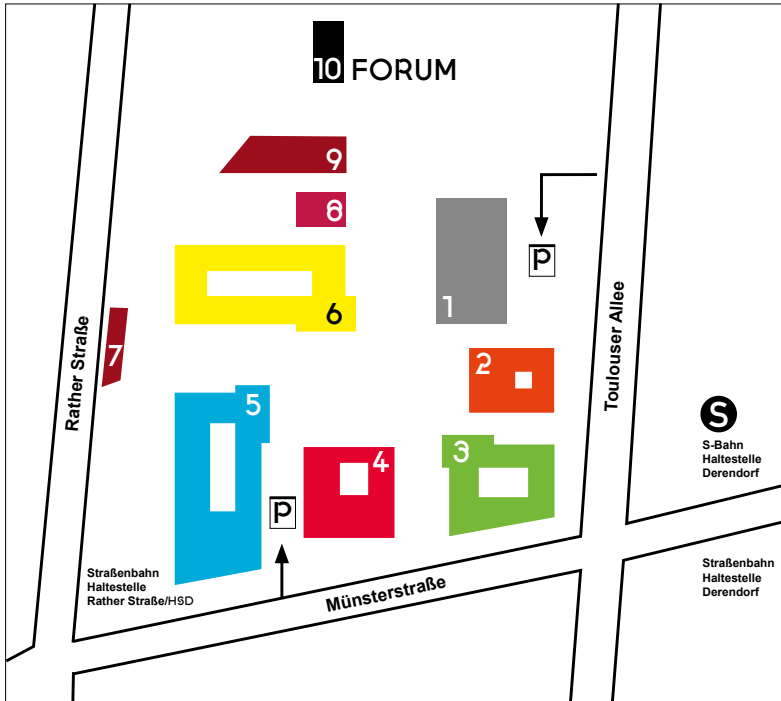 10 FORUM
9
8
1
P
6
7
Rather Straße
Toulouser Allee
2
5
3
4
S
S-Bahn
Haltestelle
Derendorf
P
Straßenbahn
Haltestelle
Rather Straße/HSD
Münsterstraße
Straßenbahn
Haltestelle
Derendorf